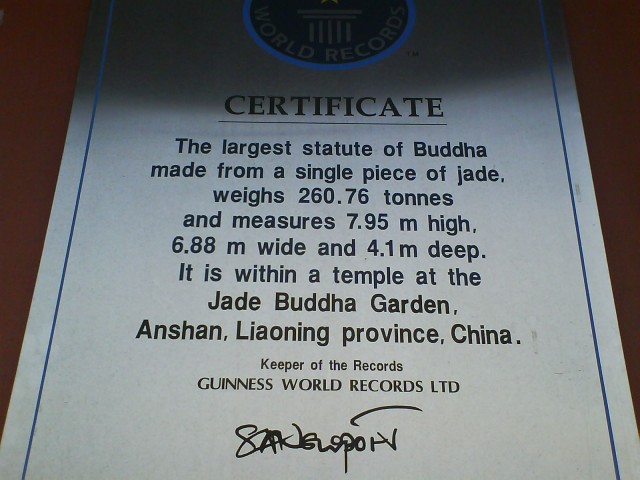 WORLD RECORDS
™
CERTIFICATE
The largest statute of Buddha
made from a single piece of jade,
weighs 260.76 tonnes
and measures 7.95 m high,
6.88 m wide and 4.1m deep.
It is within a temple at the
Jade Buddha Garden,
Anshan, Liaoning province, China.
Keeper of the Records
GUINNESS WORLD RECORDS LTD